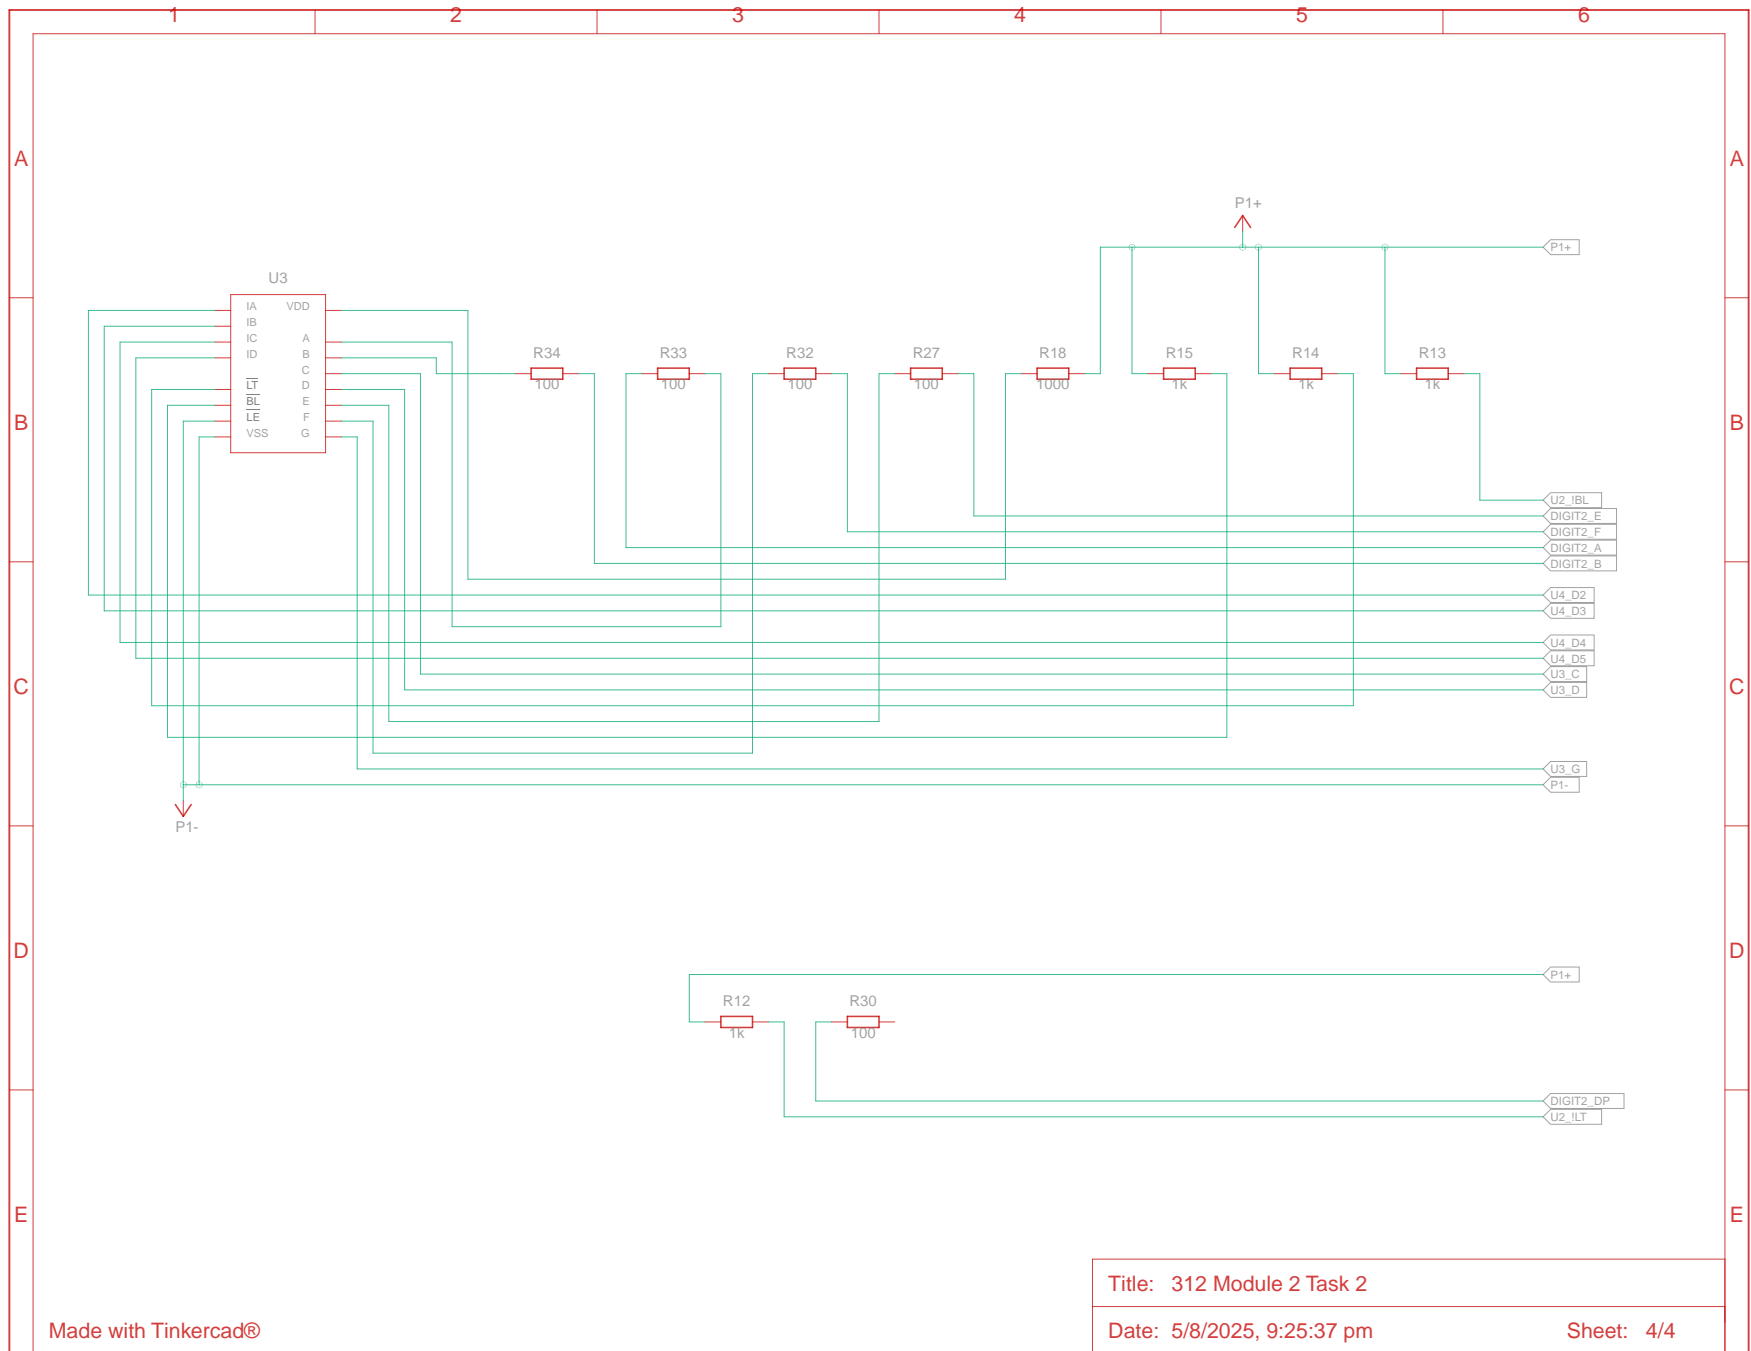 1 2 3 4 5 6
A A
P1+
P1+
U3
IA VDD
IB
IC A
ID B
C
LT D
BL E
LE F
VSS G
R34 R33 R32 R27 R18 R15 R14 R13
100 100 100 100 1000 1k 1k 1k
B B
U2_!BL
DIGIT2_E
DIGIT2_F
DIGIT2_A
DIGIT2_B
U4_D2
U4_D3
U4_D4
U4_D5
U3_C
U3_D
C C
U3_G
P1-
P1-
D D
P1+
R12 R30
1k 100
DIGIT2_DP
U2_!LT
E E
Title: 312 Module 2 Task 2
Made with Tinkercad® Date: 5/8/2025, 9:25:37 pm Sheet: 4/4